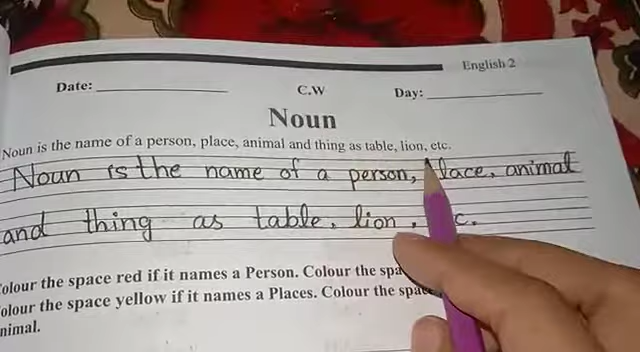 English 2
Date: C.W Day:
Noun
Noun is the name of a person, place, animal and thing as table, lion, etc.
Noun is the name of a person, lace, animal
and thing as table, lion, c.
olour the space red if it names a Person. Colour the spa
olour the space yellow if it names a Places. Colour the space
nimal.